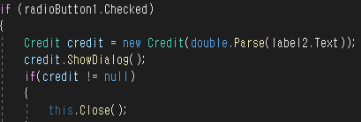 if (radioButton1.Checked)
{
Credit credit = new Credit(double.Parse(label2.Text));
credit.ShowDialog();
if(credit != null)
{
this.Close();